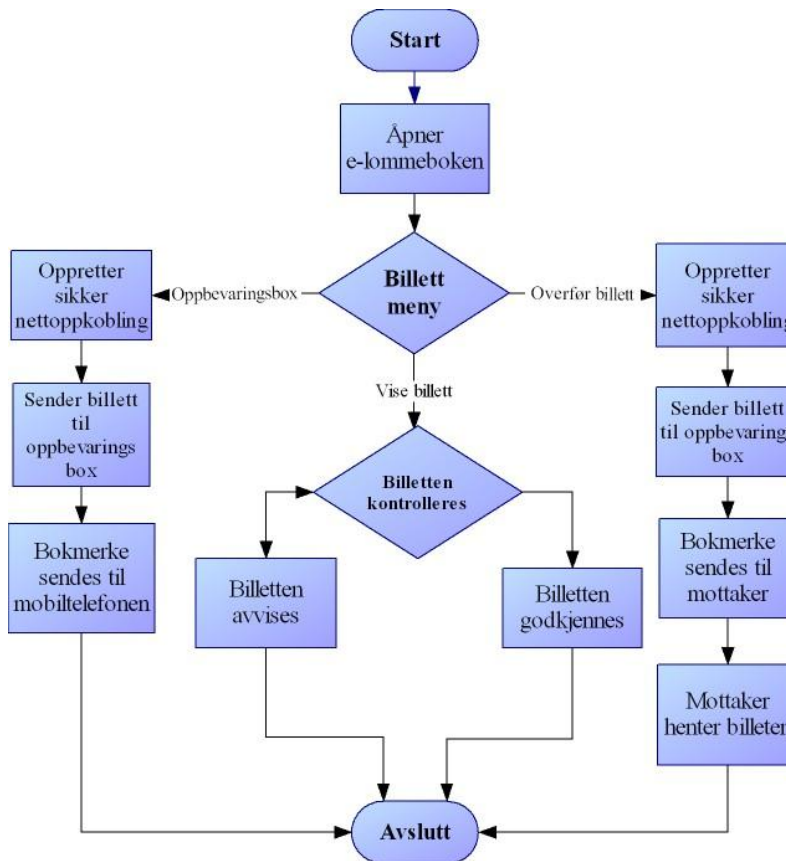 Start
Åpner
e-lommeboken
Billett
meny
Oppbevaringsbox
Overfør billett
Vise billett
Oppretter
sikker
nettoppkobling
Sender billett
til
oppbevarings
box
Bokmerke
sendes til
mobiltelefonen
Billetten
kontrolleres
Billetten
avvises
Billetten
godkjennes
Oppretter
sikker
nettoppkobling
Sender billett
til oppbevaring
box
Bokmerke
sendes til
mottaker
Mottaker
henter billeten
Avslutt